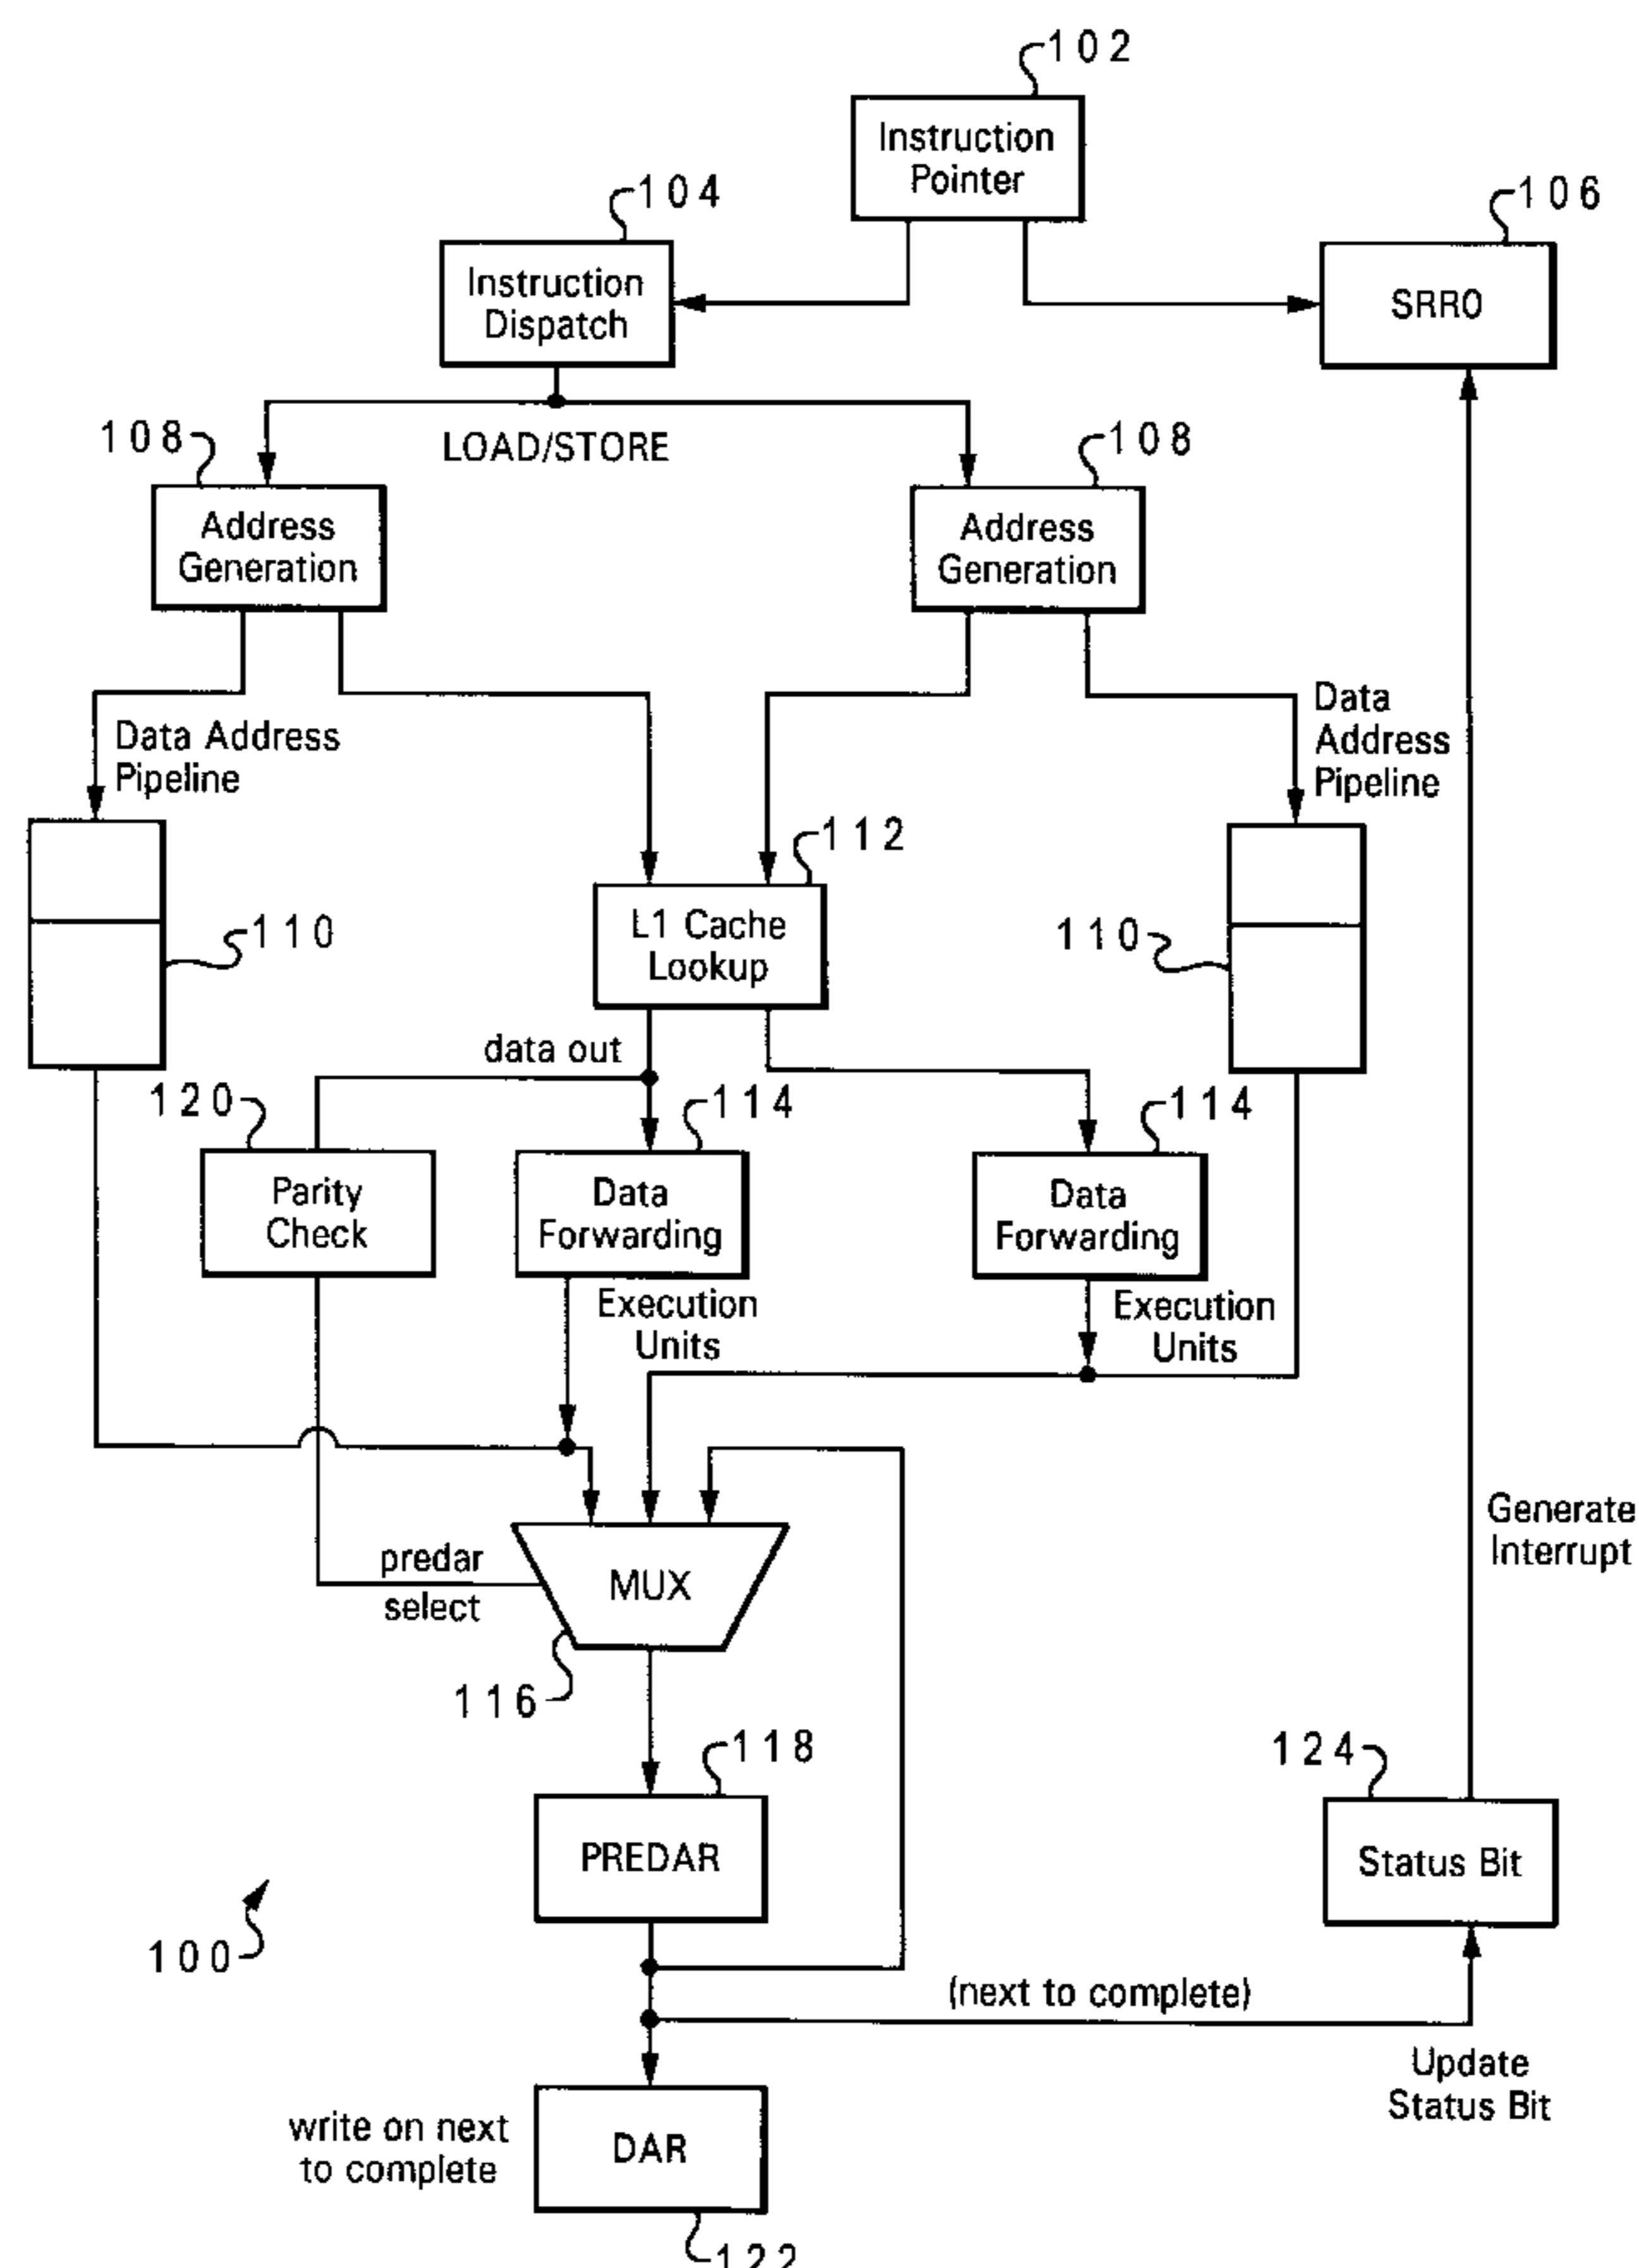 102
Instruction
Pointer
104
106
Instruction
Dispatch
SRR0
108
LOAD/STORE
108
Address
Generation
Address
Generation
Data Address
Pipeline
Data
Address
Pipeline
112
110
L1 Cache
Lookup
110
data out
120
114
114
Parity
Check
Data
Forwarding
Data
Forwarding
Execution
Units
Execution
Units
Generate
Interrupt
predar
select
MUX
116
118
124
PREDAR
Status Bit
100
(next to complete)
Update
Status Bit
write on next
to complete
DAR
122